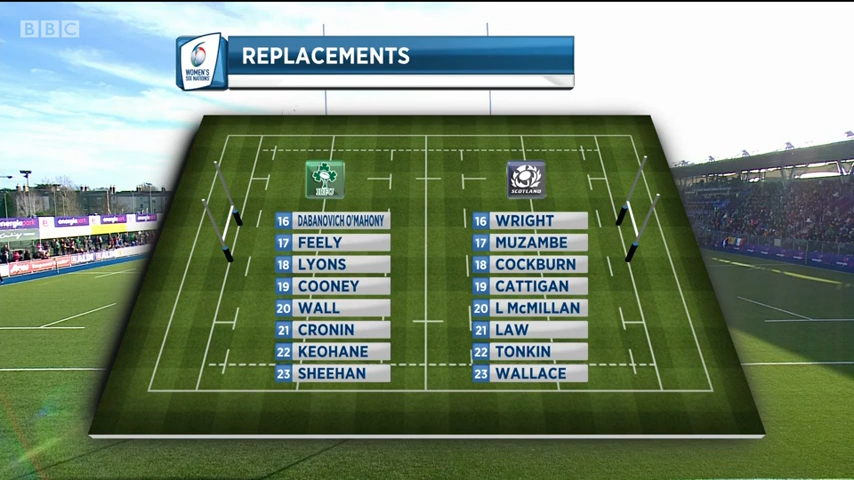 BBC
WOMEN'S
SIX NATIONS
REPLACEMENTS
IRFU
16 DABANOVICH O'MAHONY
17 FEELY
18 LYONS
19 COONEY
20 WALL
21 CRONIN
22 KEOHANE
23 SHEEHAN
SCOTLAND
16 WRIGHT
17 MUZAMBE
18 COCKBURN
19 CATTIGAN
20 L McMILLAN
21 LAW
22 TONKIN
23 WALLACE